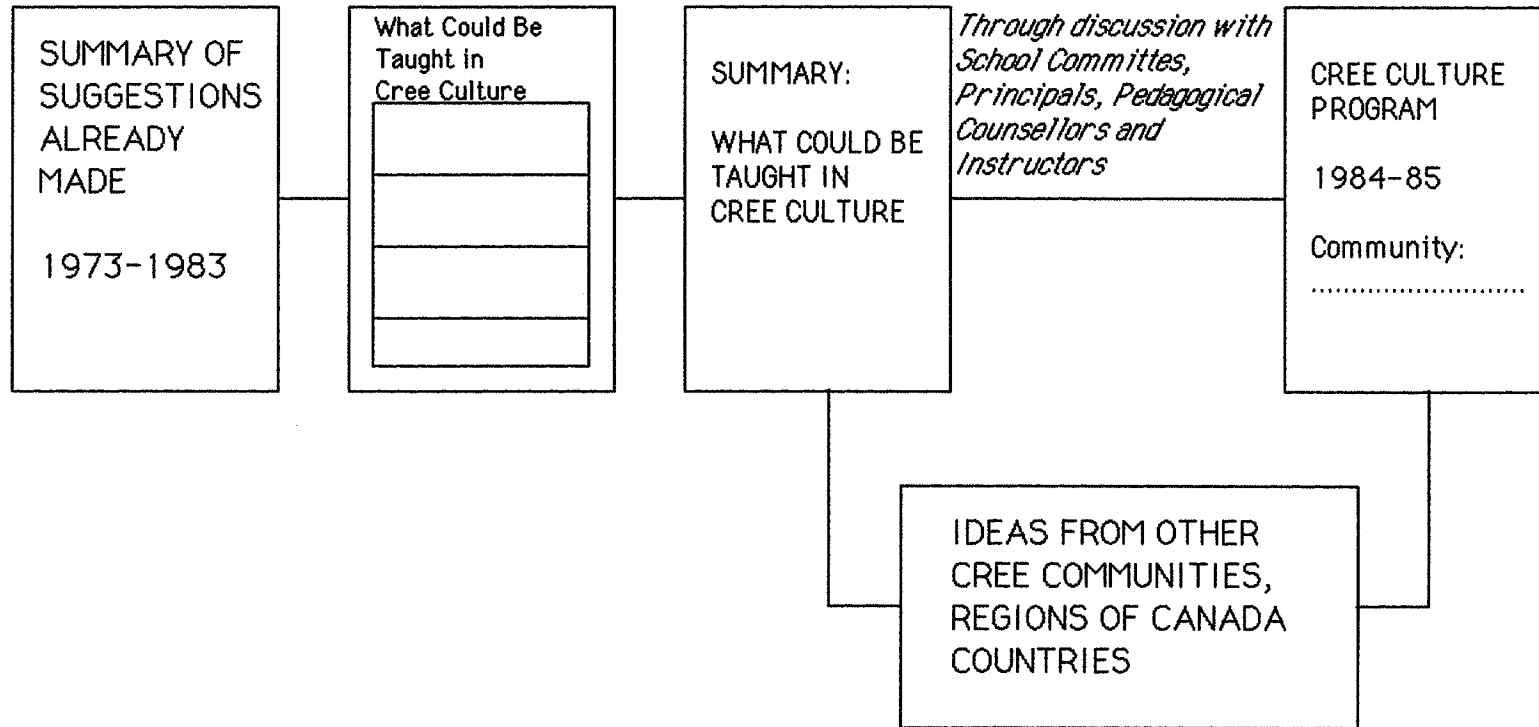 SUMMARY OF
SUGGESTIONS
ALREADY
MADE
1973-1983
What Could Be
Taught in
Cree Culture
SUMMARY:
WHAT COULD BE
TAUGHT IN
CREE CULTURE
Through discussion with
School Committes,
Principals, Pedagogical
Counsellors and
Instructors
CREE CULTURE
PROGRAM
1984-85
Community:
...........................
IDEAS FROM OTHER
CREE COMMUNITIES,
REGIONS OF CANADA
COUNTRIES